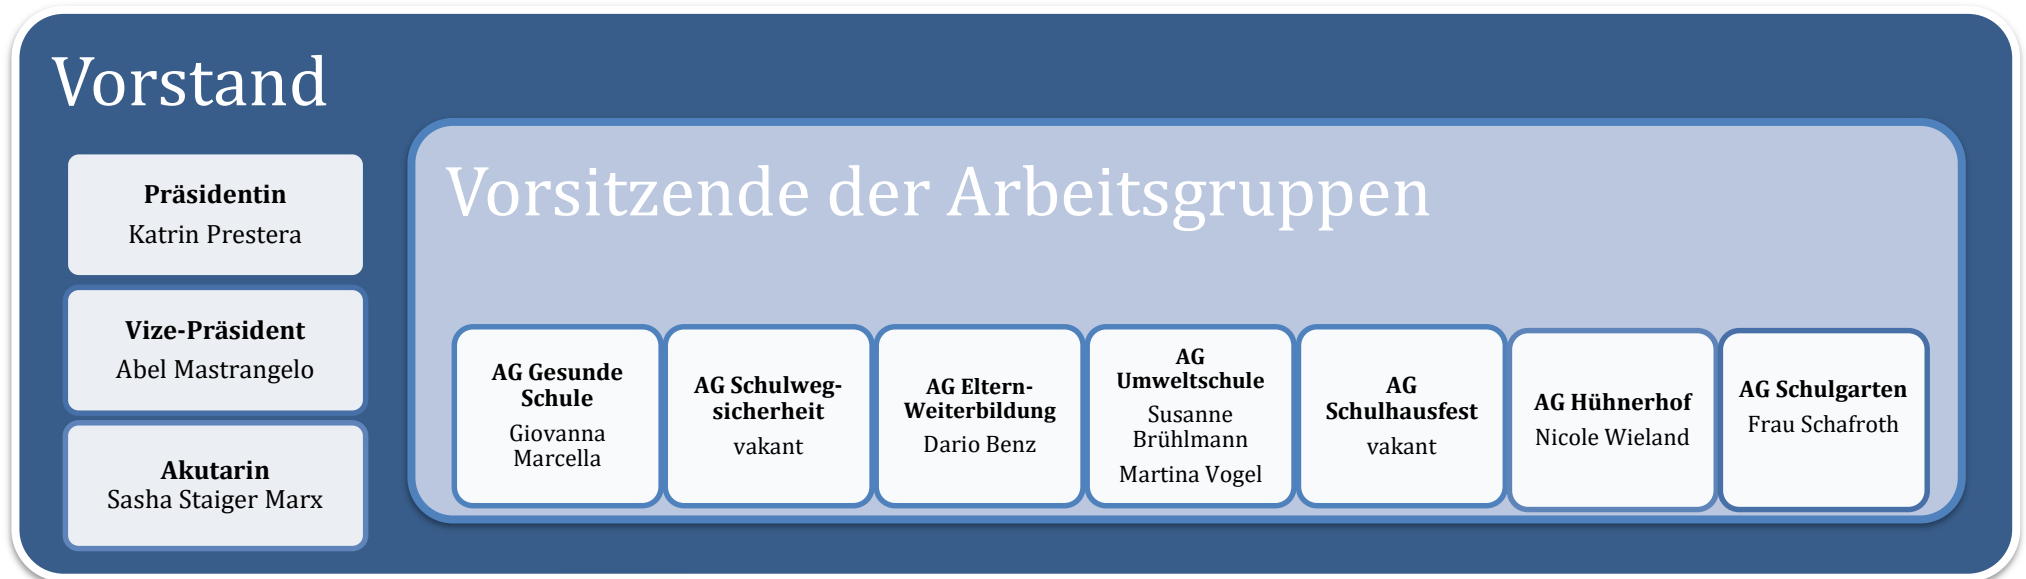 Vorstand
Präsidentin
Katrin Prestera
Vize-Präsident
Abel Mastrangelo
Akutarin
Sasha Staiger Marx
Vorsitzende der Arbeitsgruppen
AG Gesunde
Schule
Giovanna
Marcella
AG Schulweg-
sicherheit
vakant
AG Eltern-
Weiterbildung
Dario Benz
AG
Umweltschule
Susanne
Brühlmann
Martina Vogel
AG
Schulhausfest
vakant
AG Hühnerhof
Nicole Wieland
AG Schulgarten
Frau Schafroth